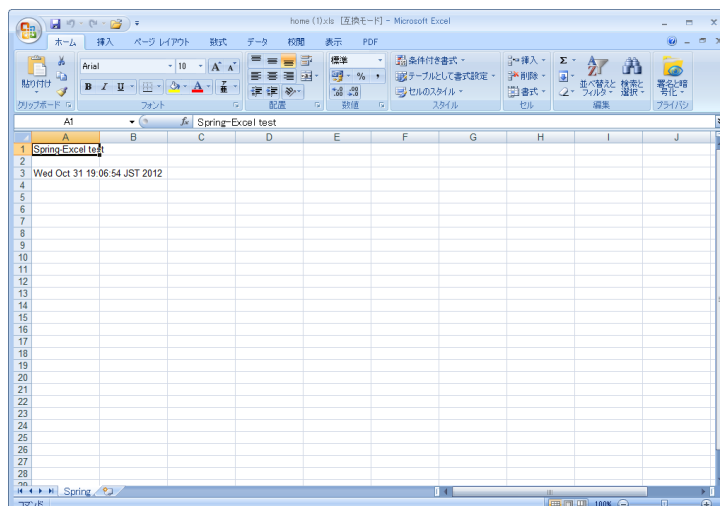 home (1).xls [互換モード] - Microsoft Excel
ホーム 挿入 ページ レイアウト 数式 データ 校閲 表示 PDF
貼り付け
クリップボード
Arial 10
B I U
フォント
配置
標準
数値
条件付き書式
テーブルとして書式設定
セルのスタイル
スタイル
挿入
削除
書式
セル
並べ替えと フィルタ
検索と 選択
編集
署名と暗号化
プライバシ
A1 fx Spring-Excel test
A B C D E F G H I J
1 Spring-Excel test
2
3 Wed Oct 31 19:06:54 JST 2012
4
5
6
7
8
9
10
11
12
13
14
15
16
17
18
19
20
21
22
23
24
25
26
27
28
29
Spring
コマンド 100%